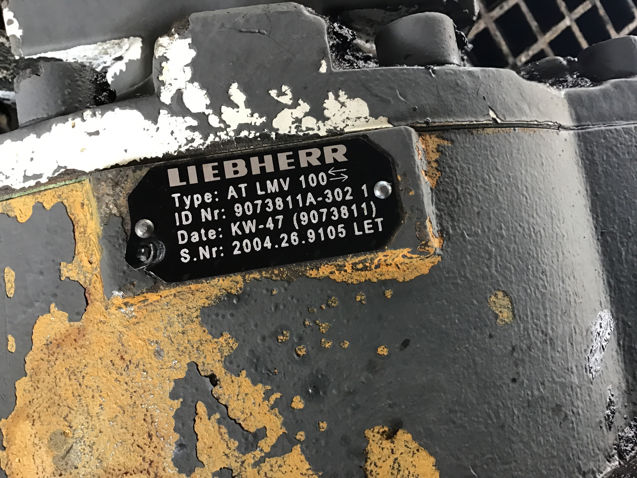 LIEBHERR
Type: AT LMV 100⇆
ID Nr: 9073811A-302 1
Date: KW-47 (9073811)
S.Nr: 2004.26.9105 LET